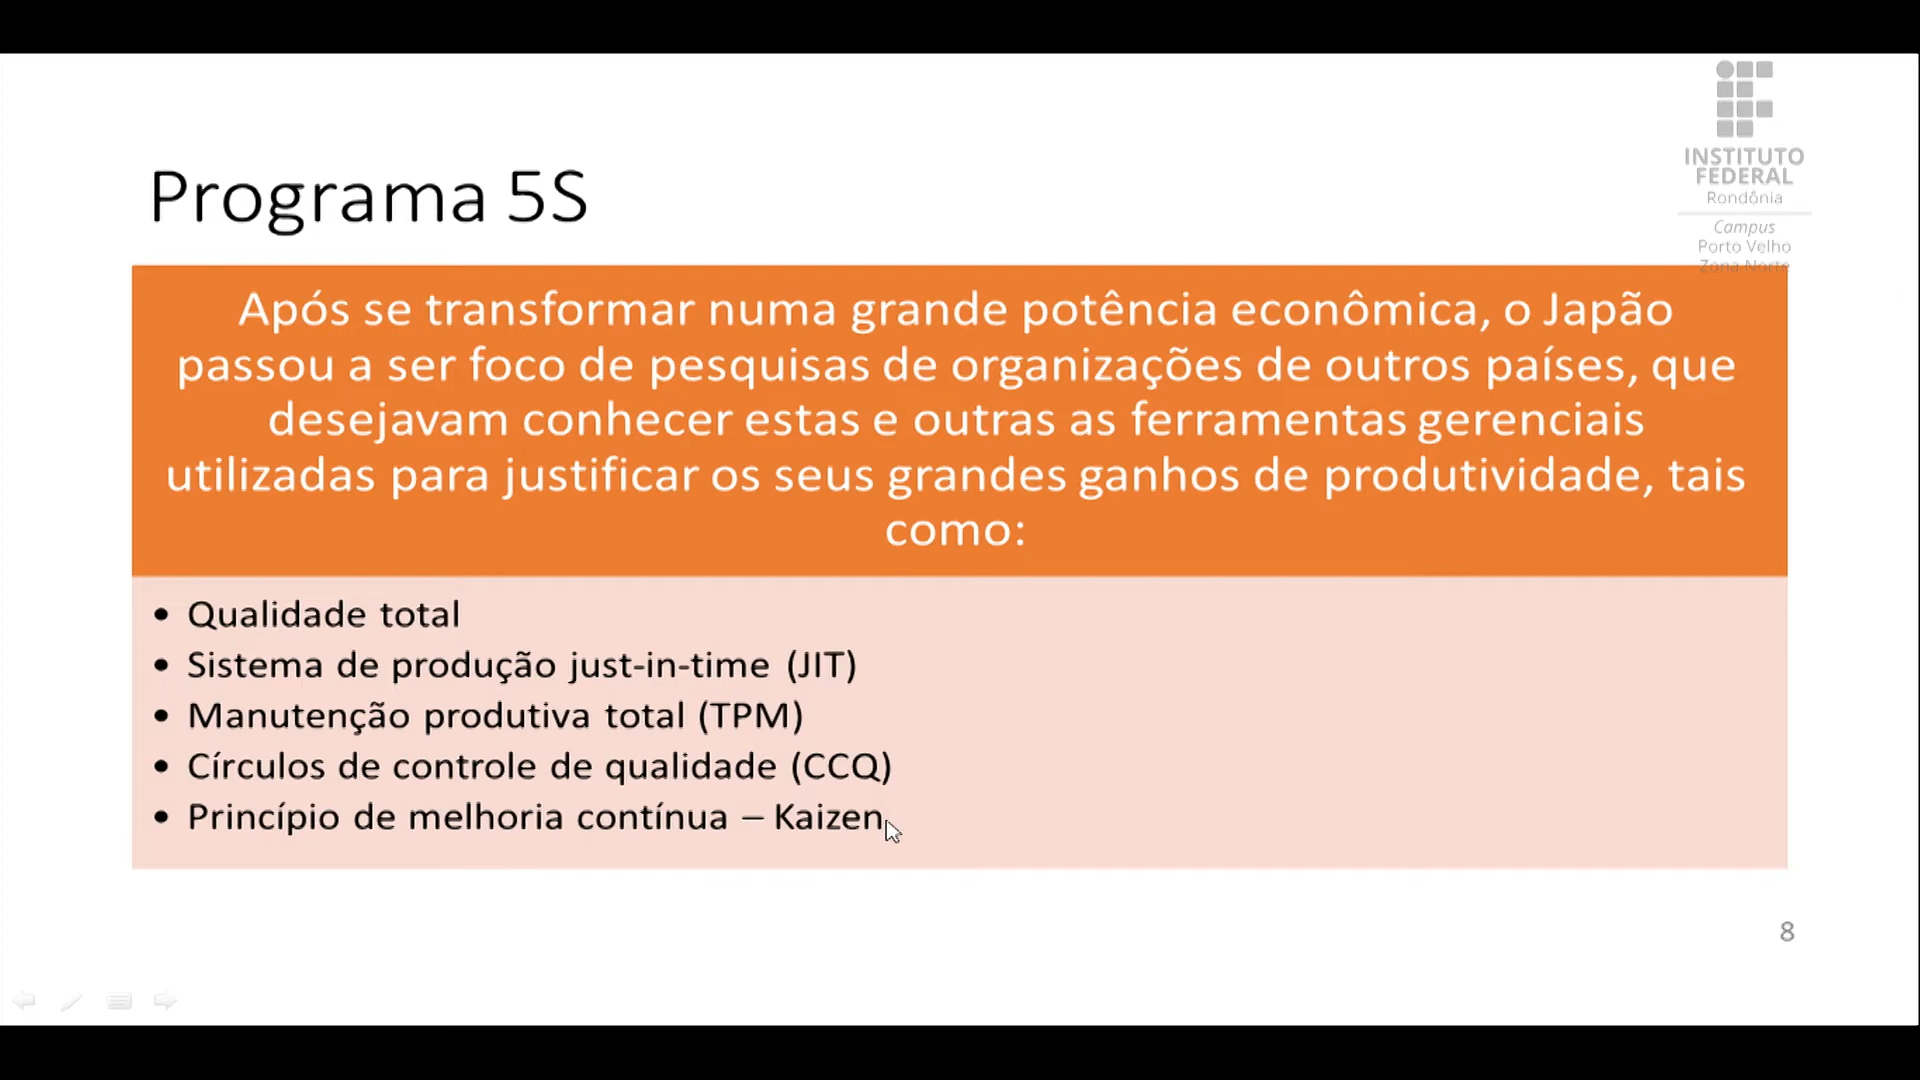 INSTITUTO
FEDERAL
Rondônia
Campus
Porto Velho
Zona Norte
Programa 5S
Após se transformar numa grande potência econômica, o Japão
passou a ser foco de pesquisas de organizações de outros países, que
desejavam conhecer estas e outras as ferramentas gerenciais
utilizadas para justificar os seus grandes ganhos de produtividade, tais
como:
• Qualidade total
• Sistema de produção just-in-time (JIT)
• Manutenção produtiva total (TPM)
• Círculos de controle de qualidade (CCQ)
• Princípio de melhoria contínua – Kaizen
8